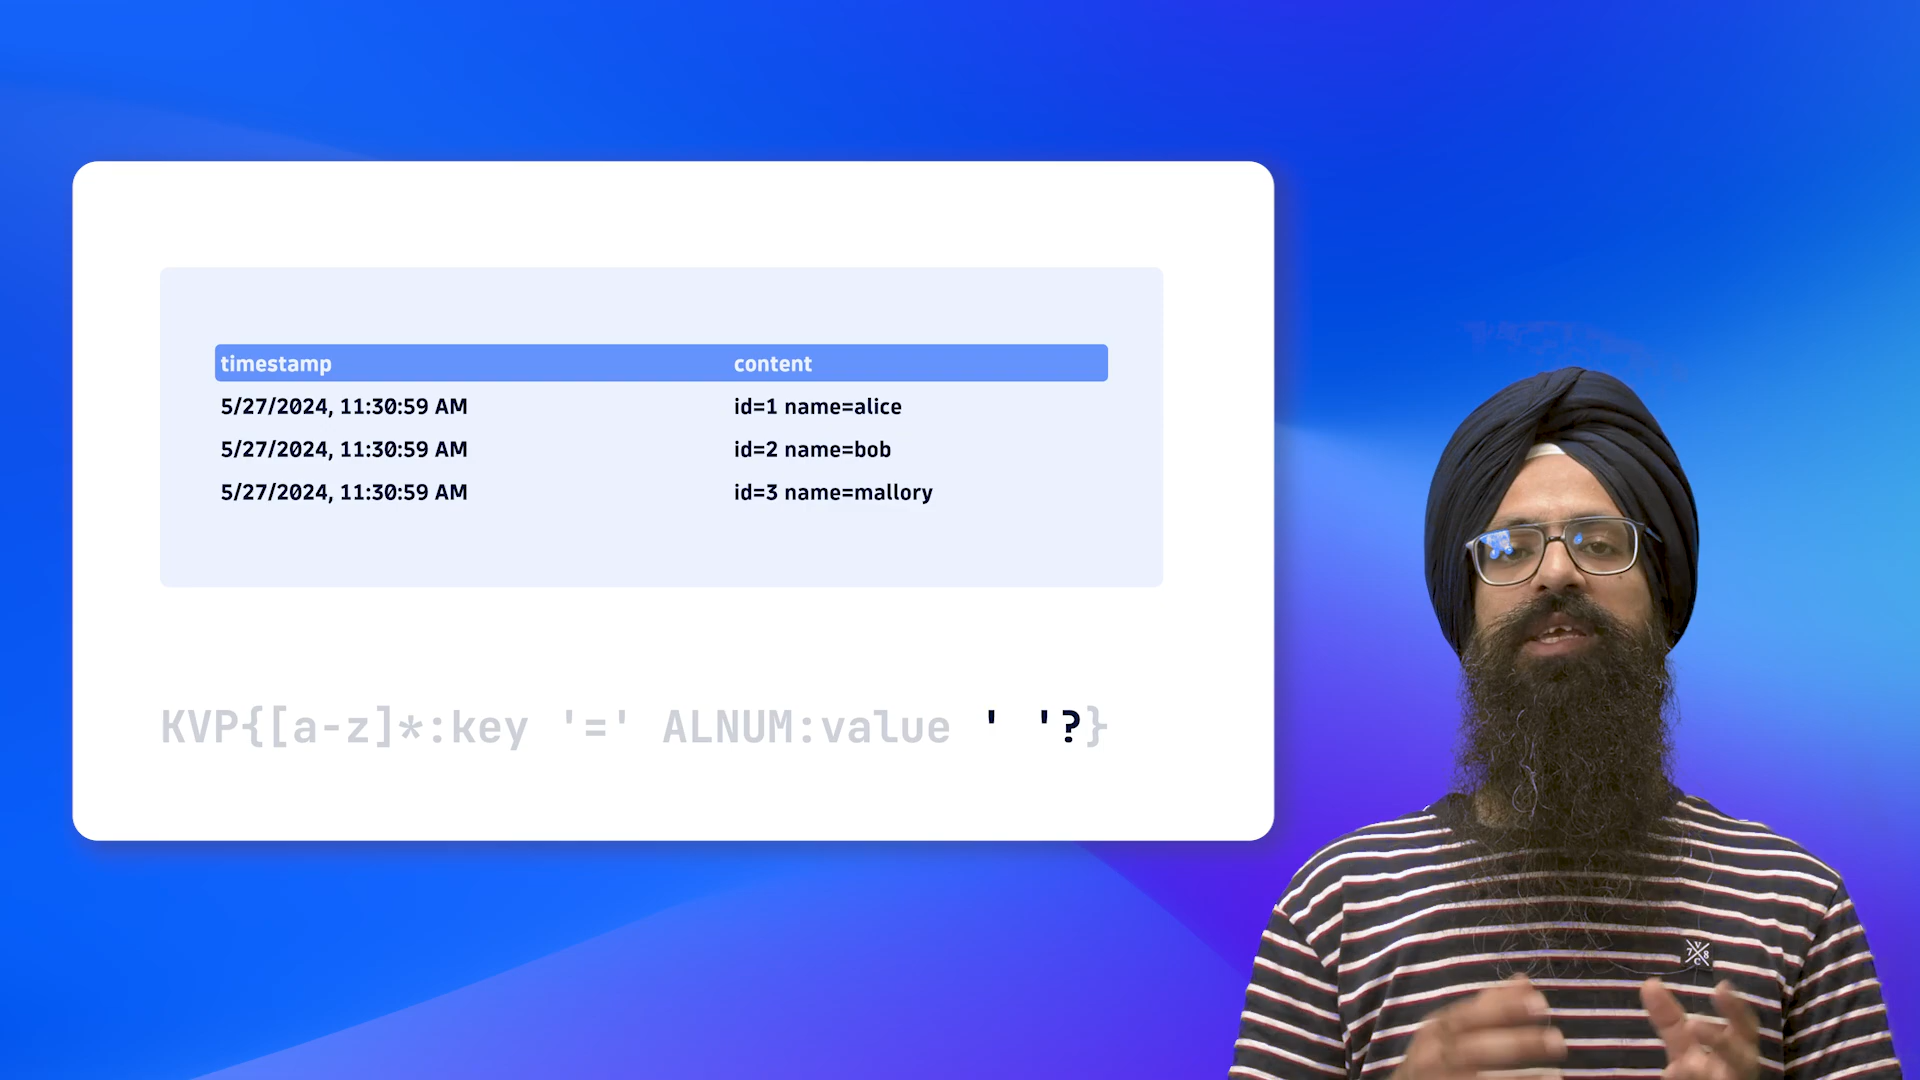 timestamp content
5/27/2024, 11:30:59 AM id=1 name=alice
5/27/2024, 11:30:59 AM id=2 name=bob
5/27/2024, 11:30:59 AM id=3 name=mallory
KVP{[a-z]*:key '=' ALNUM:value ' '?}
7 V 8 C